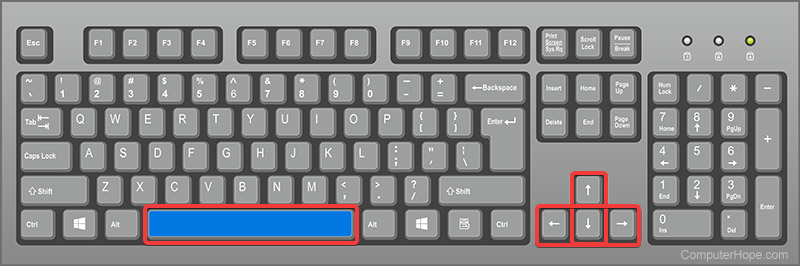 Esc F1 F2 F3 F4 F5 F6 F7 F8 F9 F10 F11 F12 Print Screen Sys Rq Scroll Lock Pause Break
1 A
~ ` ! 1 @ 2 # 3 $ 4 % 5 ^ 6 & 7 * 8 ( 9 ) 0 - + = ←Backspace Insert Home Page Up Num Lock / * −
Tab Q W E R T Y U I O P { [ } ] Enter Delete End Page Down 7 Home 8 ↑ 9 PgUp +
Caps Lock A S D F G H J K L : ; " ' | \ 4 ← 5 6 →
⇧Shift Z X C V B N M < , > . ? / ⇧Shift ↑ 1 End 2 ↓ 3 PgDn Enter
Ctrl Alt Alt Ctrl ← ↓ → 0 Ins . Del
ComputerHope.com